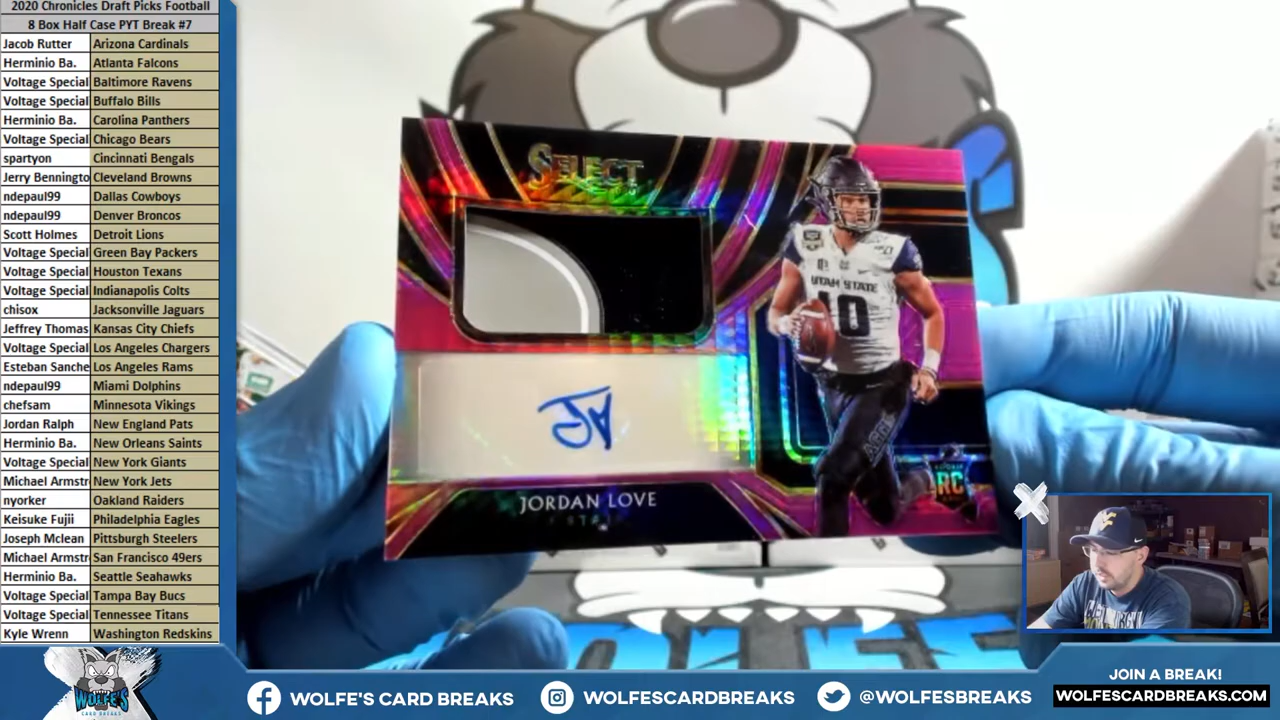 2020 Chronicles Draft Picks Football
8 Box Half Case PYT Break #7
Jacob Rutter Arizona Cardinals
Herminio Ba. Atlanta Falcons
Voltage Special Baltimore Ravens
Voltage Special Buffalo Bills
Herminio Ba. Carolina Panthers
Voltage Special Chicago Bears
spartyon Cincinnati Bengals
Jerry Benningto Cleveland Browns
ndepaul99 Dallas Cowboys
ndepaul99 Denver Broncos
Scott Holmes Detroit Lions
Voltage Special Green Bay Packers
Voltage Special Houston Texans
Voltage Special Indianapolis Colts
chisox Jacksonville Jaguars
Jeffrey Thomas Kansas City Chiefs
Voltage Special Los Angeles Chargers
Esteban Sanche Los Angeles Rams
ndepaul99 Miami Dolphins
chefsam Minnesota Vikings
Jordan Ralph New England Pats
Herminio Ba. New Orleans Saints
Voltage Special New York Giants
Michael Armstr New York Jets
nyorker Oakland Raiders
Keisuke Fujii Philadelphia Eagles
Joseph Mclean Pittsburgh Steelers
Michael Armstr San Francisco 49ers
Herminio Ba. Seattle Seahawks
Voltage Special Tampa Bay Bucs
Voltage Special Tennessee Titans
Kyle Wrenn Washington Redskins
SELECT
UTAH STATE
10
AGGI
RC
JORDAN LOVE
WOLFE'S
CARD BREAKS
WOLFE'S CARD BREAKS
WOLFESCARDBREAKS
@WOLFESBREAKS
JOIN A BREAK!
WOLFESCARDBREAKS.COM